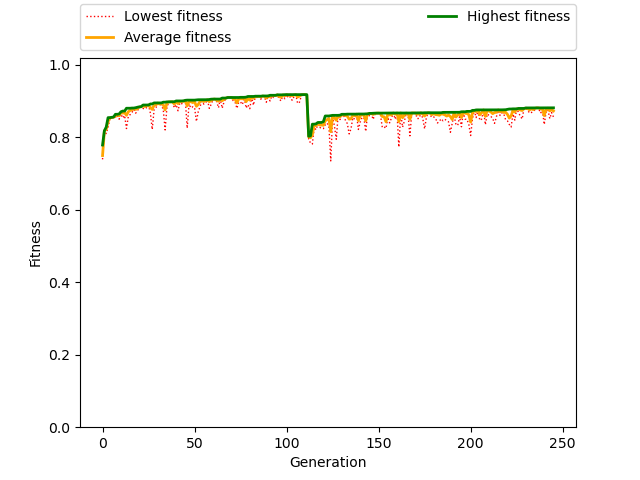 Lowest fitness
Average fitness
Highest fitness
1.0
0.8
0.6
0.4
0.2
0.0
Fitness
0 50 100 150 200 250
Generation